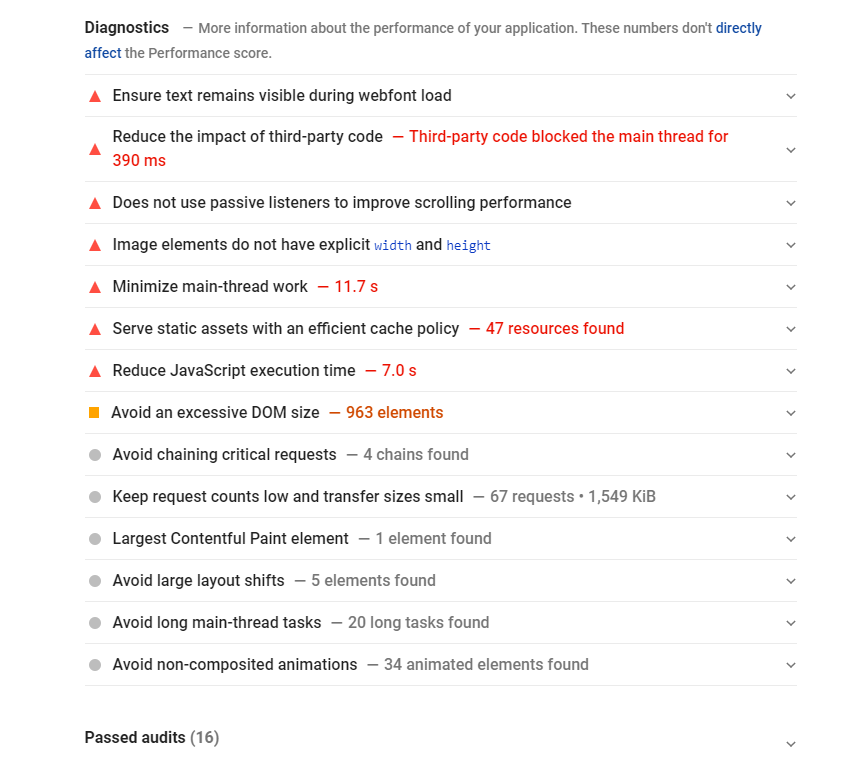 Diagnostics — More information about the performance of your application. These numbers don't directly
affect the Performance score.
Ensure text remains visible during webfont load
Reduce the impact of third-party code — Third-party code blocked the main thread for
390 ms
Does not use passive listeners to improve scrolling performance
Image elements do not have explicit width and height
Minimize main-thread work — 11.7 s
Serve static assets with an efficient cache policy — 47 resources found
Reduce JavaScript execution time — 7.0 s
Avoid an excessive DOM size — 963 elements
Avoid chaining critical requests — 4 chains found
Keep request counts low and transfer sizes small — 67 requests • 1,549 KiB
Largest Contentful Paint element — 1 element found
Avoid large layout shifts — 5 elements found
Avoid long main-thread tasks — 20 long tasks found
Avoid non-composited animations — 34 animated elements found
Passed audits (16)